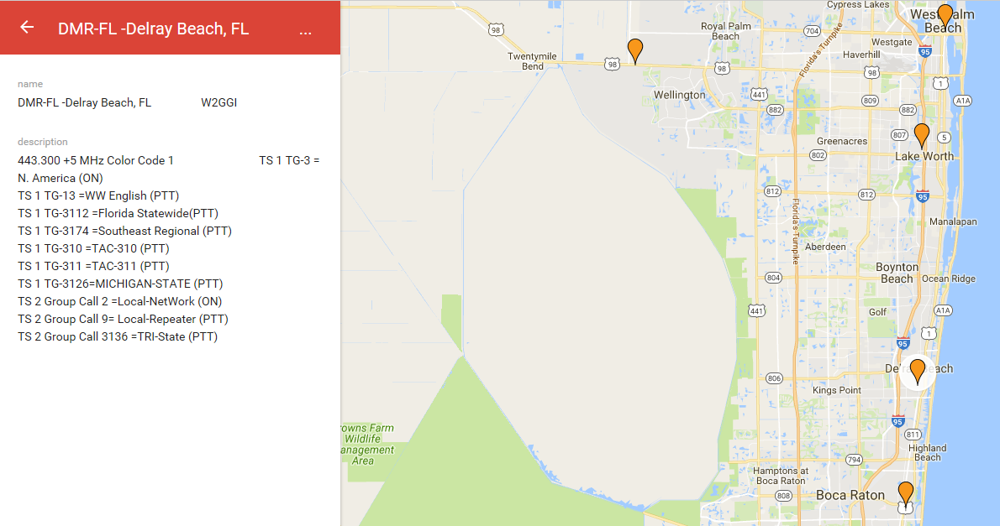 DMR-FL -Delray Beach, FL ...
name
DMR-FL -Delray Beach, FL W2GGI
description
443.300 +5 MHz Color Code 1 TS 1 TG-3 =
N. America (ON)
TS 1 TG-13 =WW English (PTT)
TS 1 TG-3112 =Florida Statewide(PTT)
TS 1 TG-3174 =Southeast Regional (PTT)
TS 1 TG-310 =TAC-310 (PTT)
TS 1 TG-311 =TAC-311 (PTT)
TS 1 TG-3126=MICHIGAN-STATE (PTT)
TS 2 Group Call 2 =Local-NetWork (ON)
TS 2 Group Call 9= Local-Repeater (PTT)
TS 2 Group Call 3136 =TRI-State (PTT)
Cypress Lakes
98
Royal Palm
Beach
704
West Palm
Beach
Westgate
Haverhill
95
Florida's Turnpike
Twentymile
Bend
98
98
98
1
Wellington
441
882
809
882
A1A
807
5
Greenacres
802
Lake Worth
812
812
95
Florida's Turnpike
Manalapan
Aberdeen
804
Boynton
Beach
Ocean Ridge
441
Golf
A1A
1
95
Delray Beach
806
Kings Point
95
owns Farm
Wildlife
anagement
Area
811
Highland
Beach
794
Hamptons at
Boca Raton
808
Boca Raton
1